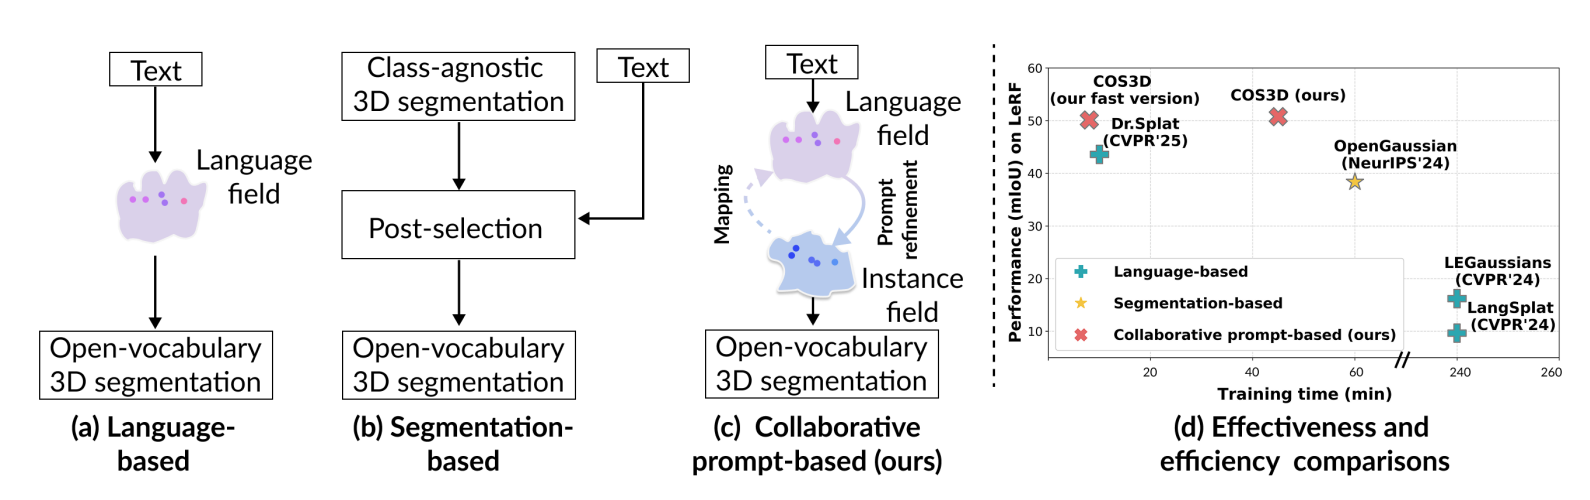 Text
Language
field
Open-vocabulary
3D segmentation
(a) Language-
based
Class-agnostic
3D segmentation
Text
Post-selection
Open-vocabulary
3D segmentation
(b) Segmentation-
based
Text
Language
field
Mapping
Prompt
refinement
Instance
field
Open-vocabulary
3D segmentation
(c) Collaborative
prompt-based (ours)
Performance (mIoU) on LeRF
60
50
40
30
20
10
COS3D
(our fast version)
Dr.Splat
(CVPR'25)
COS3D (ours)
OpenGaussian
(NeurIPS'24)
LEGaussians
(CVPR'24)
LangSplat
(CVPR'24)
Language-based
Segmentation-based
Collaborative prompt-based (ours)
20 40 60 240 260
Training time (min)
(d) Effectiveness and
efficiency comparisons